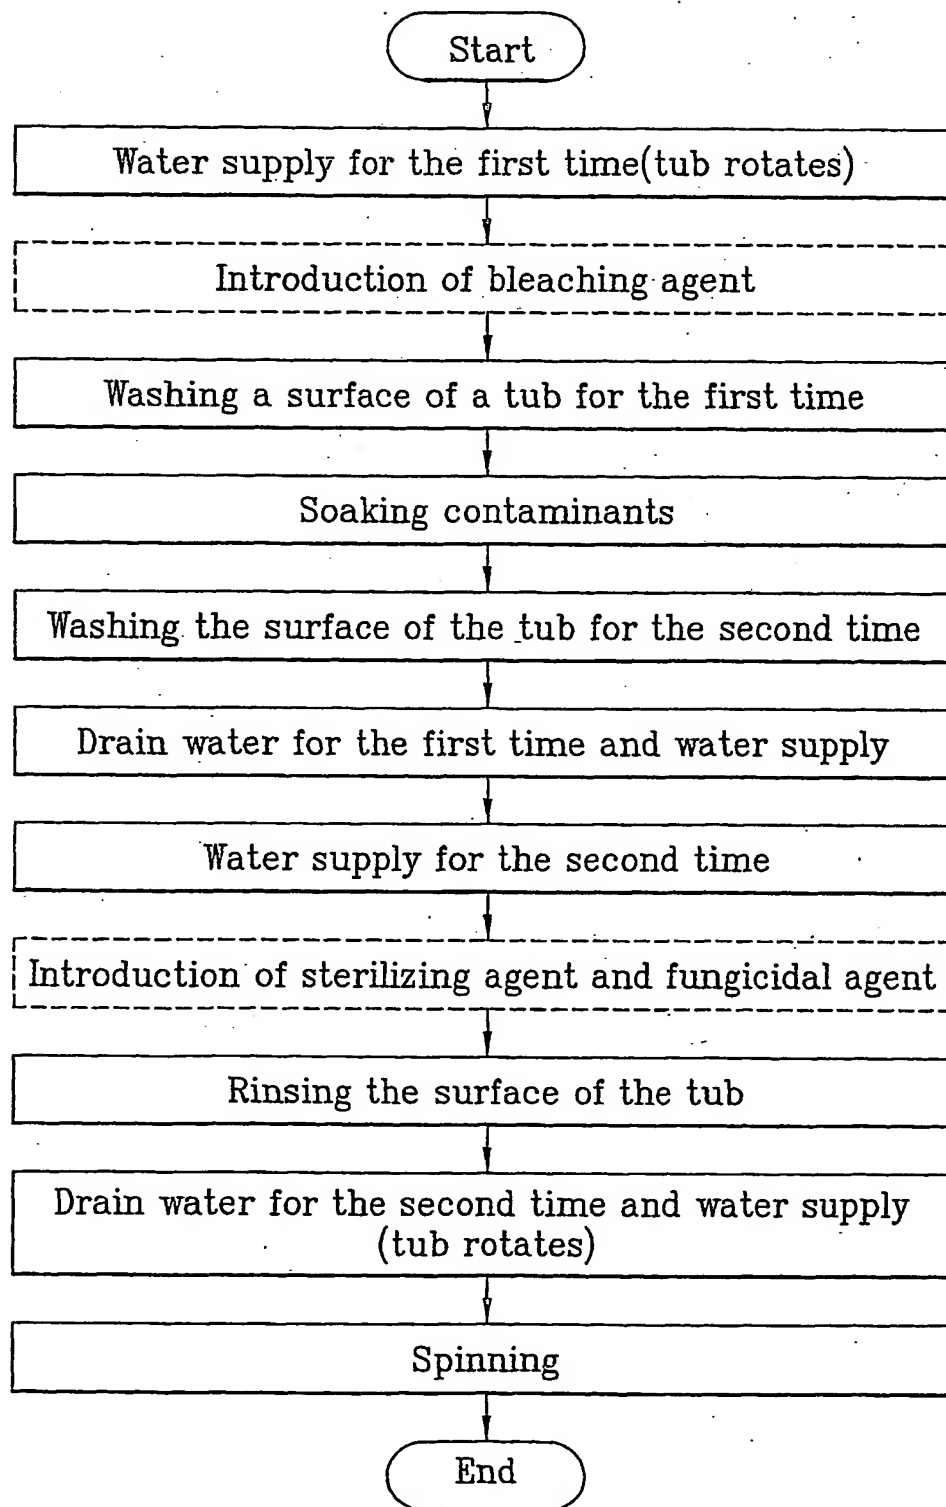 Start
Water supply for the first time(tub rotates)
Introduction of bleaching agent
Washing a surface of a tub for the first time
Soaking contaminants
Washing the surface of the tub for the second time
Drain water for the first time and water supply
Water supply for the second time
Introduction of sterilizing agent and fungicidal agent
Rinsing the surface of the tub
Drain water for the second time and water supply
(tub rotates)
Spinning
End